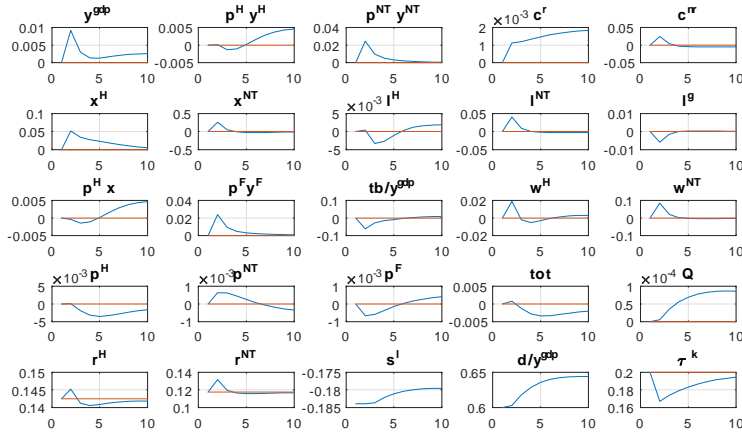 y^gdp p^H y^H p^NT y^NT c^r c^nr
0.01 0.005 0.04 2 ×10^-3 0.05
0.005 0 0.02 1 0
0 -0.005 0 0 -0.05
0 5 10 0 5 10 0 5 10 0 5 10 0 5 10
x^H x^NT l^H l^NT l^g
0.1 0.5 5 ×10^-3 0.05 0.01
0.05 0 0 0 0
0 -0.5 -5 -0.05 -0.01
0 5 10 0 5 10 0 5 10 0 5 10 0 5 10
p^H x p^F y^F tb/y^gdp w^H w^NT
0.005 0.04 0.1 0.02 0.1
0 0.02 0 0 0
-0.005 0 -0.1 -0.02 -0.1
0 5 10 0 5 10 0 5 10 0 5 10 0 5 10
p^H p^NT p^F tot Q
5 ×10^-3 1 ×10^-3 1 ×10^-3 0.005 1 ×10^-4
0 0 0 0 0.5
-5 -1 -1 -0.005 0
0 5 10 0 5 10 0 5 10 0 5 10 0 5 10
r^H r^NT s^l d/y^gdp τ^k
0.15 0.14 -0.175 0.65 0.2
0.145 0.12 -0.18 0.18
0.14 0.1 -0.185 0.6 0.16
0 5 10 0 5 10 0 5 10 0 5 10 0 5 10